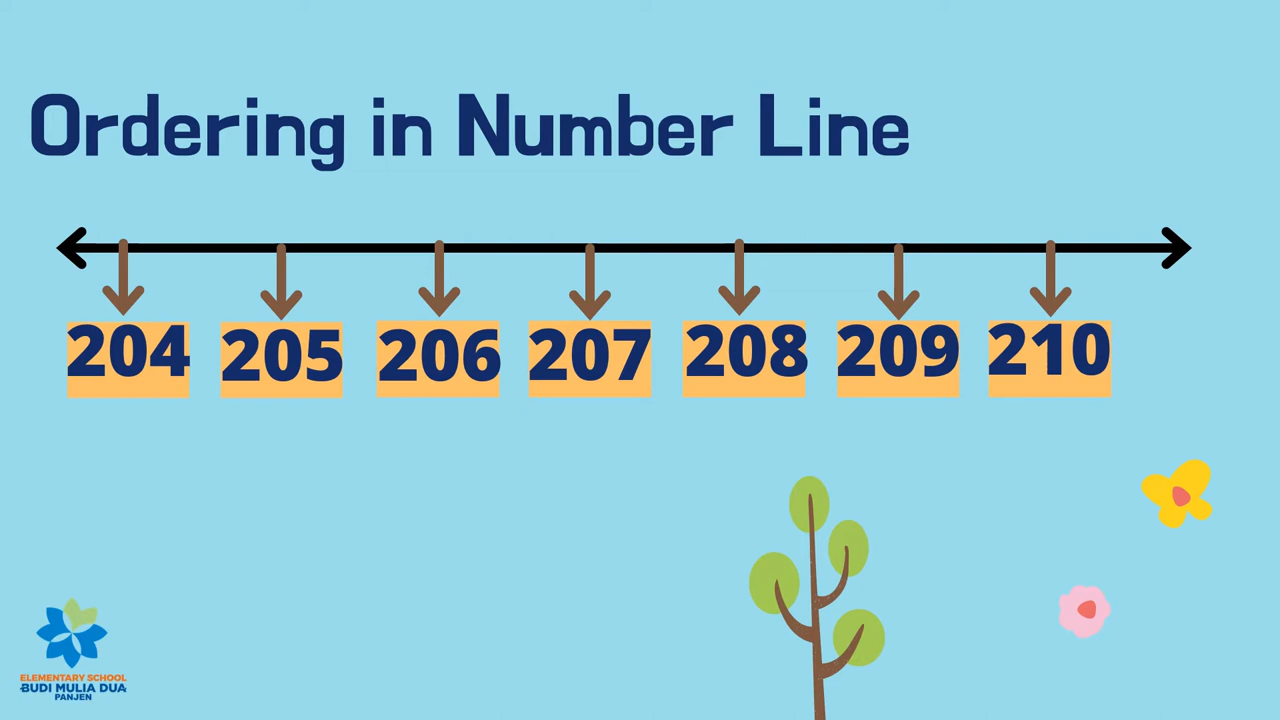 Ordering in Number Line
204 205 206 207 208 209 210
ELEMENTARY SCHOOL
BUDI MULIA DUA
PANJEN